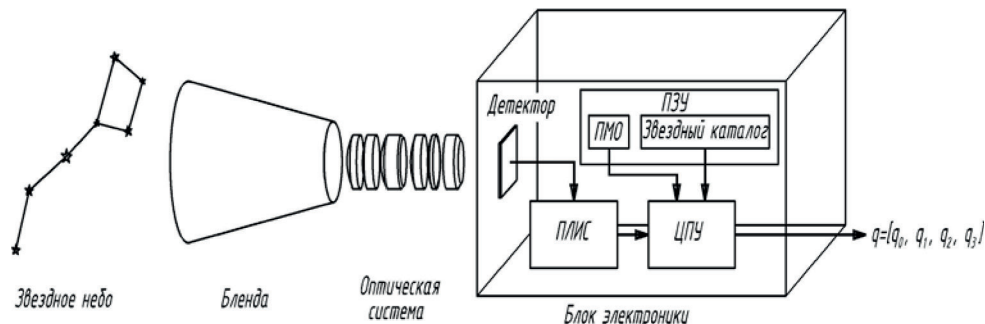 Детектор
ПЗУ
ПМО
Звездный каталог
ПЛИС
ЦПУ
q=[q₀, q₁, q₂, q₃]
Звездное небо
Бленда
Оптическая
система
Блок электроники